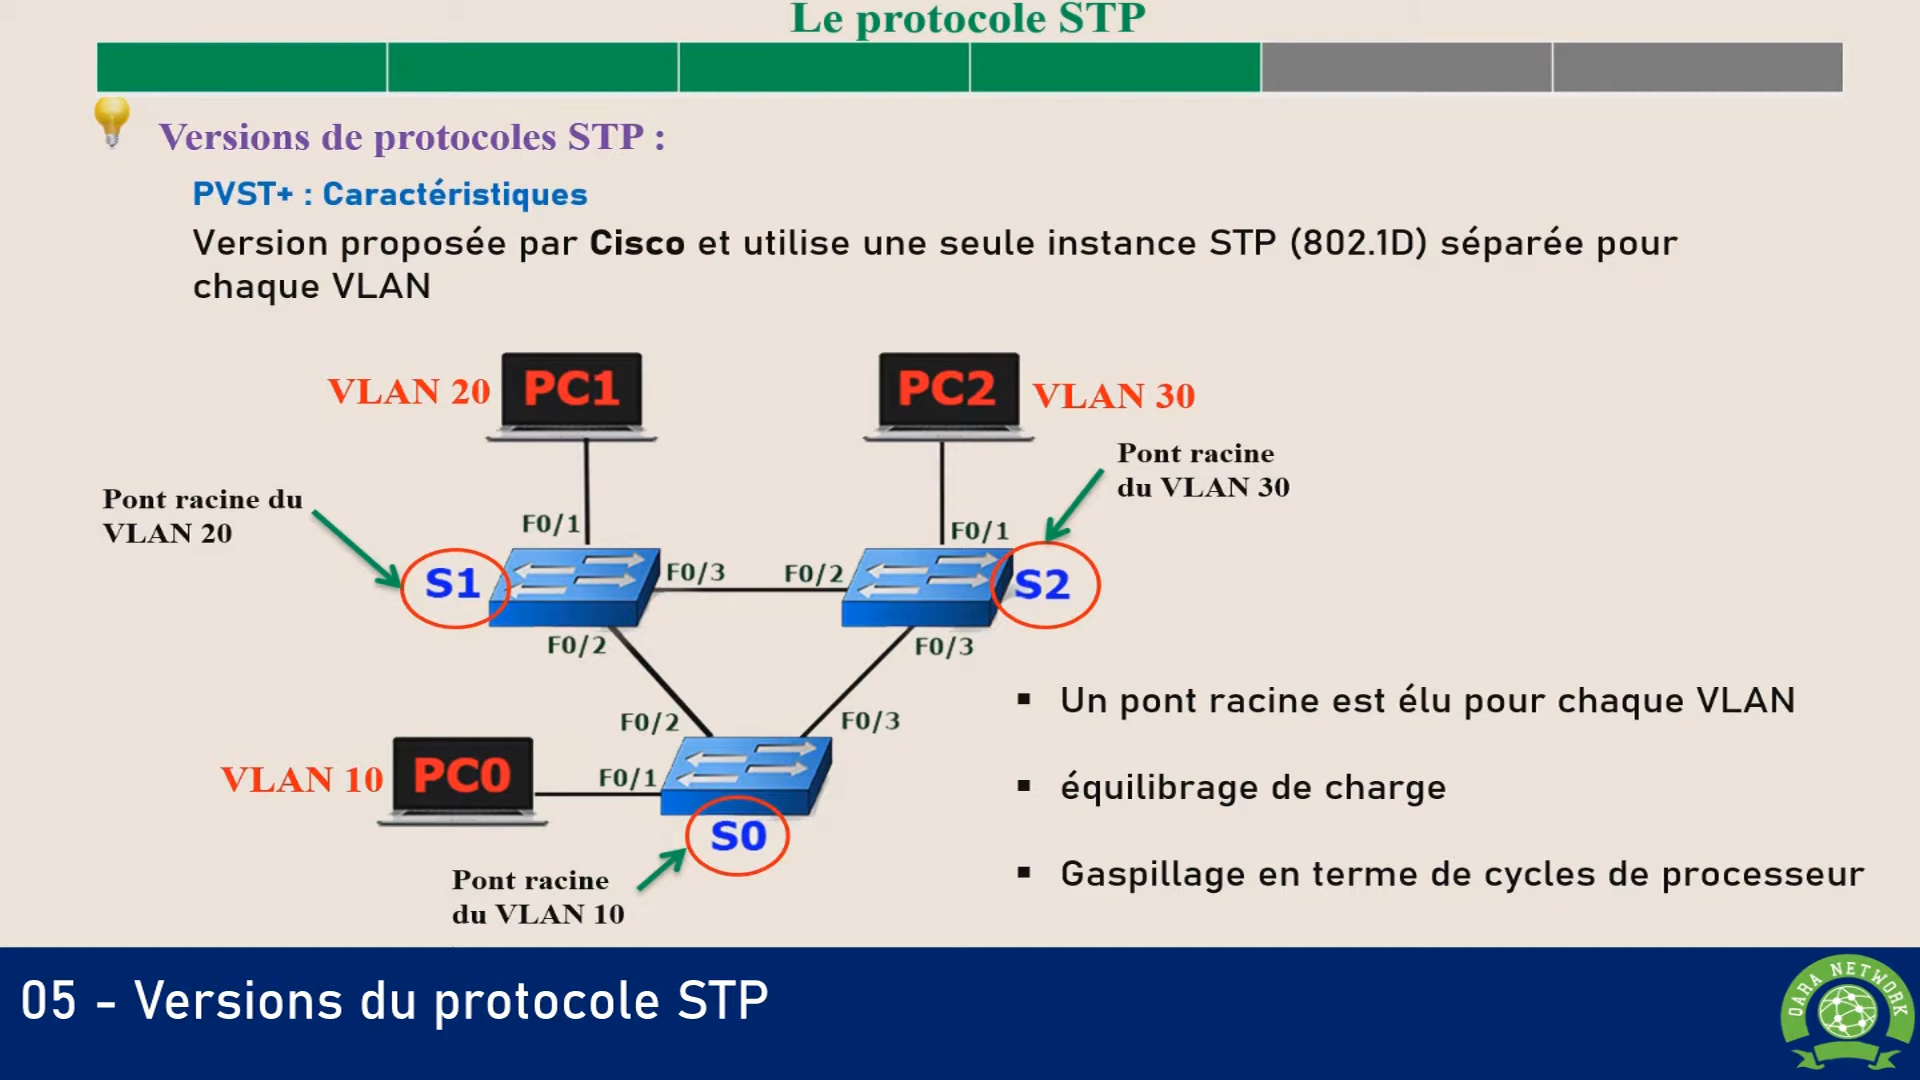 Le protocole STP
Versions de protocoles STP :
PVST+ : Caractéristiques
Version proposée par Cisco et utilise une seule instance STP (802.1D) séparée pour
chaque VLAN
VLAN 20
PC1
PC2
VLAN 30
Pont racine
du VLAN 30
Pont racine du
VLAN 20
F0/1
F0/1
S1
F0/3
F0/2
S2
F0/2
F0/3
Un pont racine est élu pour chaque VLAN
F0/2
F0/3
VLAN 10
PC0
F0/1
équilibrage de charge
S0
Pont racine
du VLAN 10
Gaspillage en terme de cycles de processeur
05 - Versions du protocole STP
OARA NETWORK